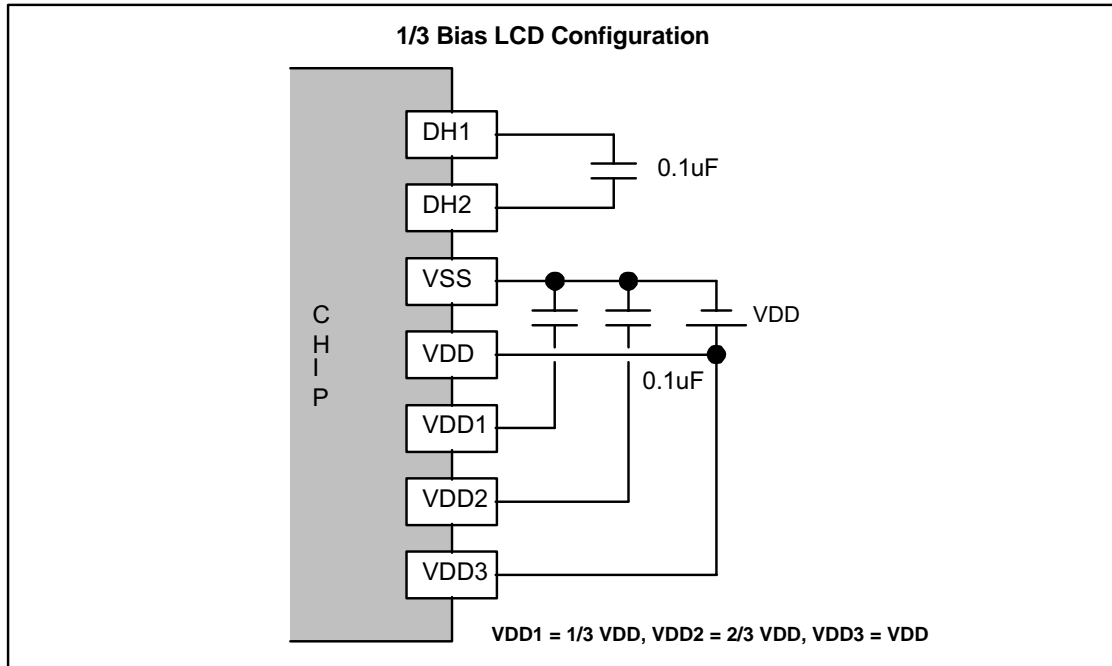 1/3 Bias LCD Configuration
DH1
0.1uF
DH2
VSS
C
H
I
P
VDD
VDD
0.1uF
VDD1
VDD2
VDD3
VDD1 = 1/3 VDD, VDD2 = 2/3 VDD, VDD3 = VDD